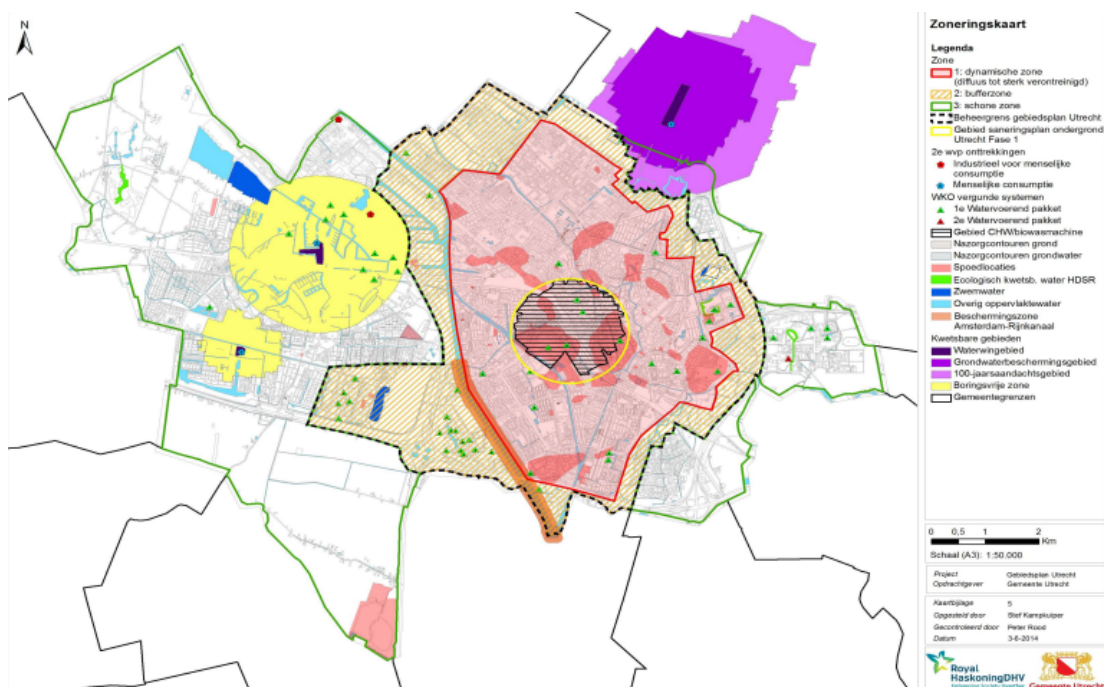 N
Zoneringskaart
Legenda
Zone
1: dynamische zone
(diffuus tot sterk verontreinigd)
2: bufferzone
3: schone zone
Beheergrens gebiedsplan Utrecht
Gebied saneringsplan ondergrond
Utrecht Fase 1
2e wvp onttrekkingen
Industrieel voor menselijke
consumptie
Menselijke consumptie
WKO vergunde systemen
1e Watervoerend pakket
2e Watervoerend pakket
Gebied CHW/biowasmachine
Nazorgcontouren grond
Nazorgcontouren grondwater
Spoedlocaties
Ecologisch kwetsb. water HDSR
Zwemwater
Overig oppervlaktewater
Beschermingszone
Amsterdam-Rijnkanaal
Kwetsbare gebieden
Waterwingebied
Grondwaterbeschermingsgebied
100-jaarsaandachtsgebied
Boringsvrije zone
Gemeentegrenzen
0 0,5 1 2
Km
Schaal (A3): 1:50.000
Project Gebiedsplan Utrecht
Opdrachtgever Gemeente Utrecht
Kaartbijlage 5
Opgesteld door Stef Kampkuiper
Gecontroleerd door Peter Rood
Datum 3-6-2014
Royal
HaskoningDHV
Enhancing Society Together
Gemeente Utrecht